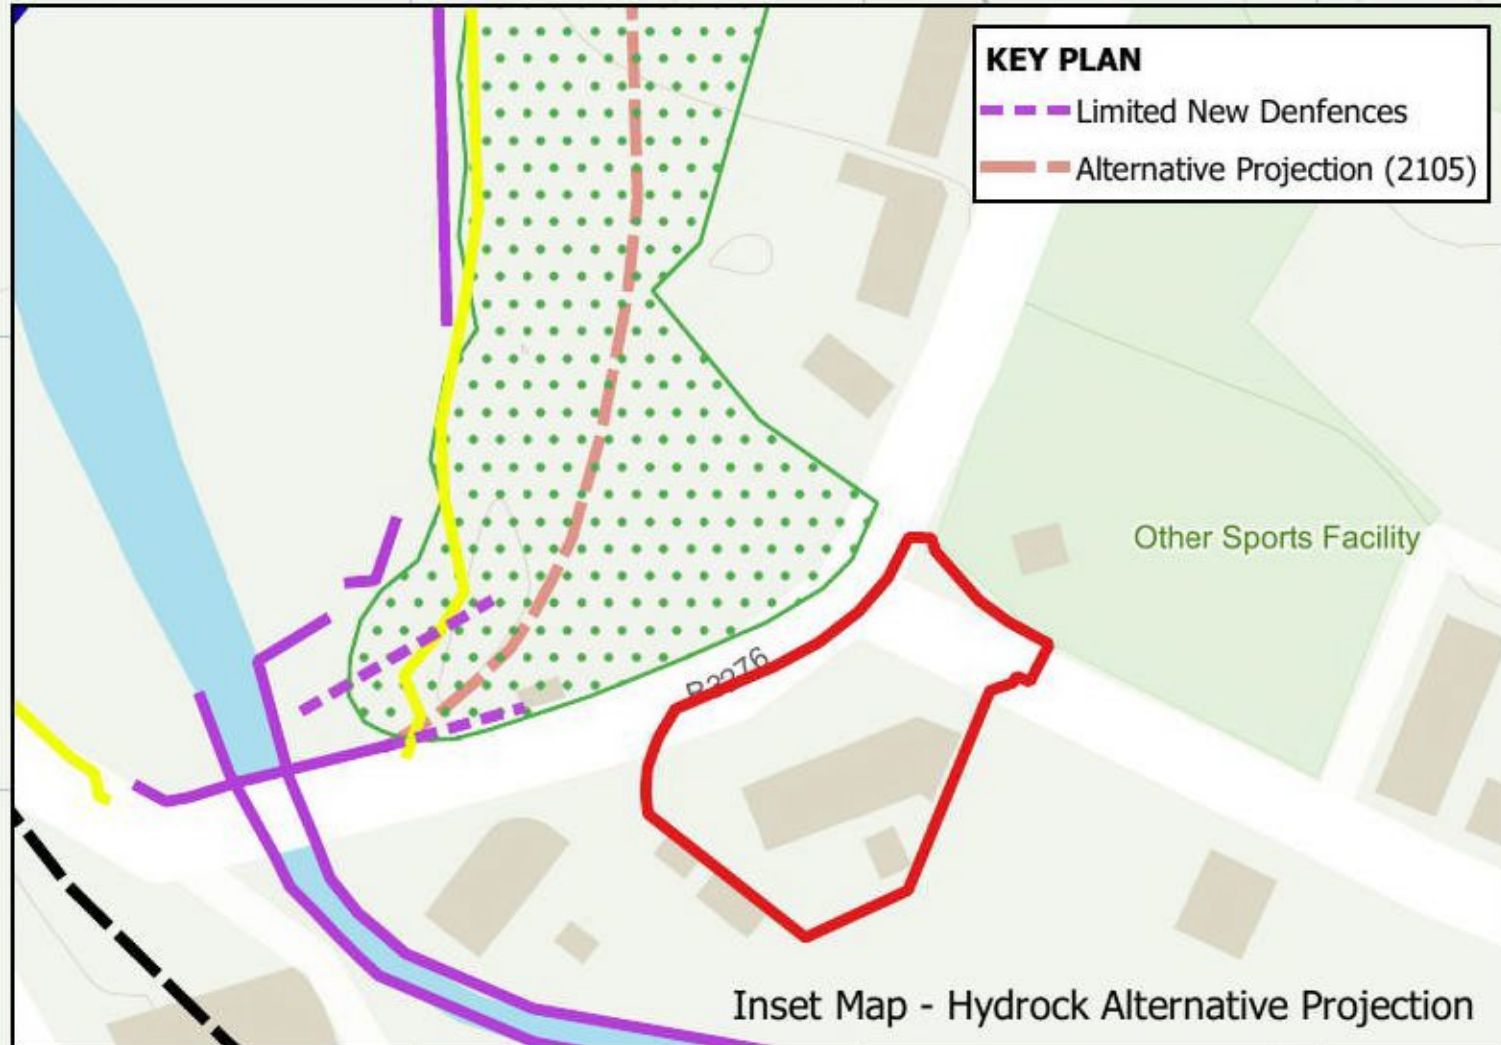 KEY PLAN
Limited New Denfences
Alternative Projection (2105)
Other Sports Facility
Inset Map - Hydrock Alternative Projection